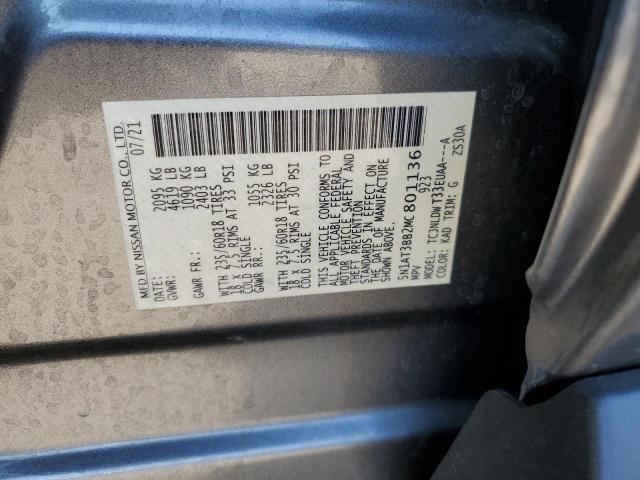 MFD BY NISSAN MOTOR CO., LTD.
DATE: 07/21
GVWR: 2095 KG
4619 LB
GAWR FR: 1090 KG
2403 LB
WITH 235/60R18 TIRES
18 X 7.5 RIMS AT 33 PSI
COLD SINGLE
GAWR RR: 1055 KG
2326 LB
WITH 235/60R18 TIRES
18 X 7.5 RIMS AT 30 PSI
COLD SINGLE
THIS VEHICLE CONFORMS TO
ALL APPLICABLE FEDERAL
MOTOR VEHICLE SAFETY AND
THEFT PREVENTION
STANDARDS IN EFFECT ON
THE DATE OF MANUFACTURE
SHOWN ABOVE.
5N1AT3BB2MC801136
MPV 923
MODEL: TCJNLDWT33EUAA---A
COLOR: KAD TRIM: G ZS30A